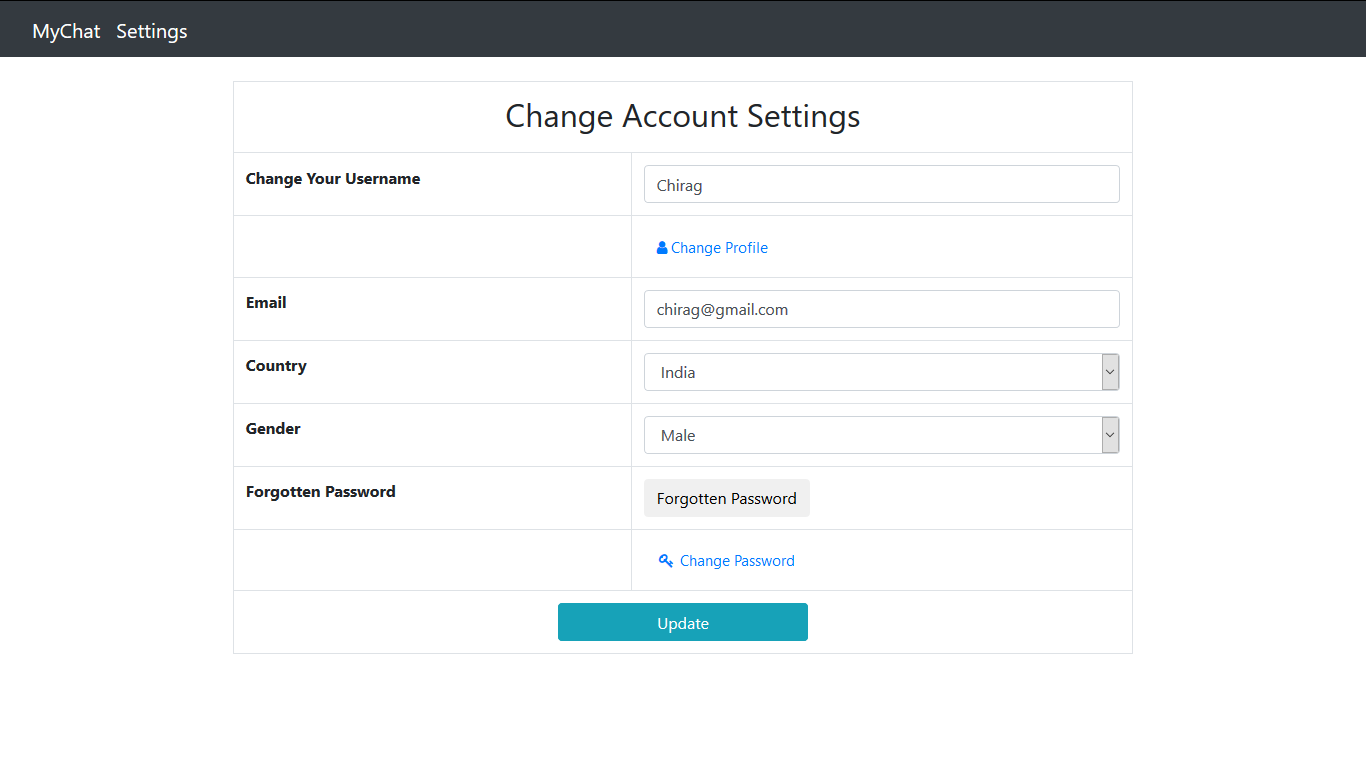 MyChat Settings
Change Account Settings
Change Your Username Chirag
Change Profile
Email chirag@gmail.com
Country India
Gender Male
Forgotten Password Forgotten Password
Change Password
Update